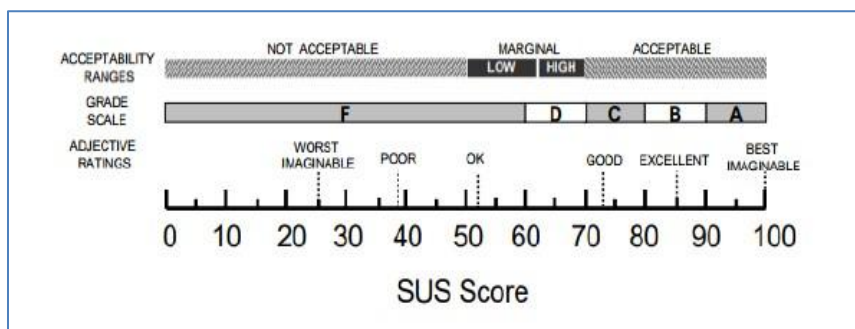 NOT ACCEPTABLE MARGINAL ACCEPTABLE
ACCEPTABILITY
RANGES
LOW HIGH
GRADE
SCALE
F D C B A
ADJECTIVE
RATINGS
WORST
IMAGINABLE
POOR
OK
GOOD
EXCELLENT
BEST
IMAGINABLE
0 10 20 30 40 50 60 70 80 90 100
SUS Score